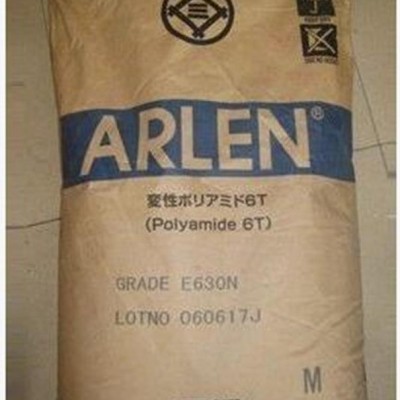 J
ARLEN®
変性ポリアミド6T
(Polyamide 6T)
GRADE E630N
LOTNO 060617J
M